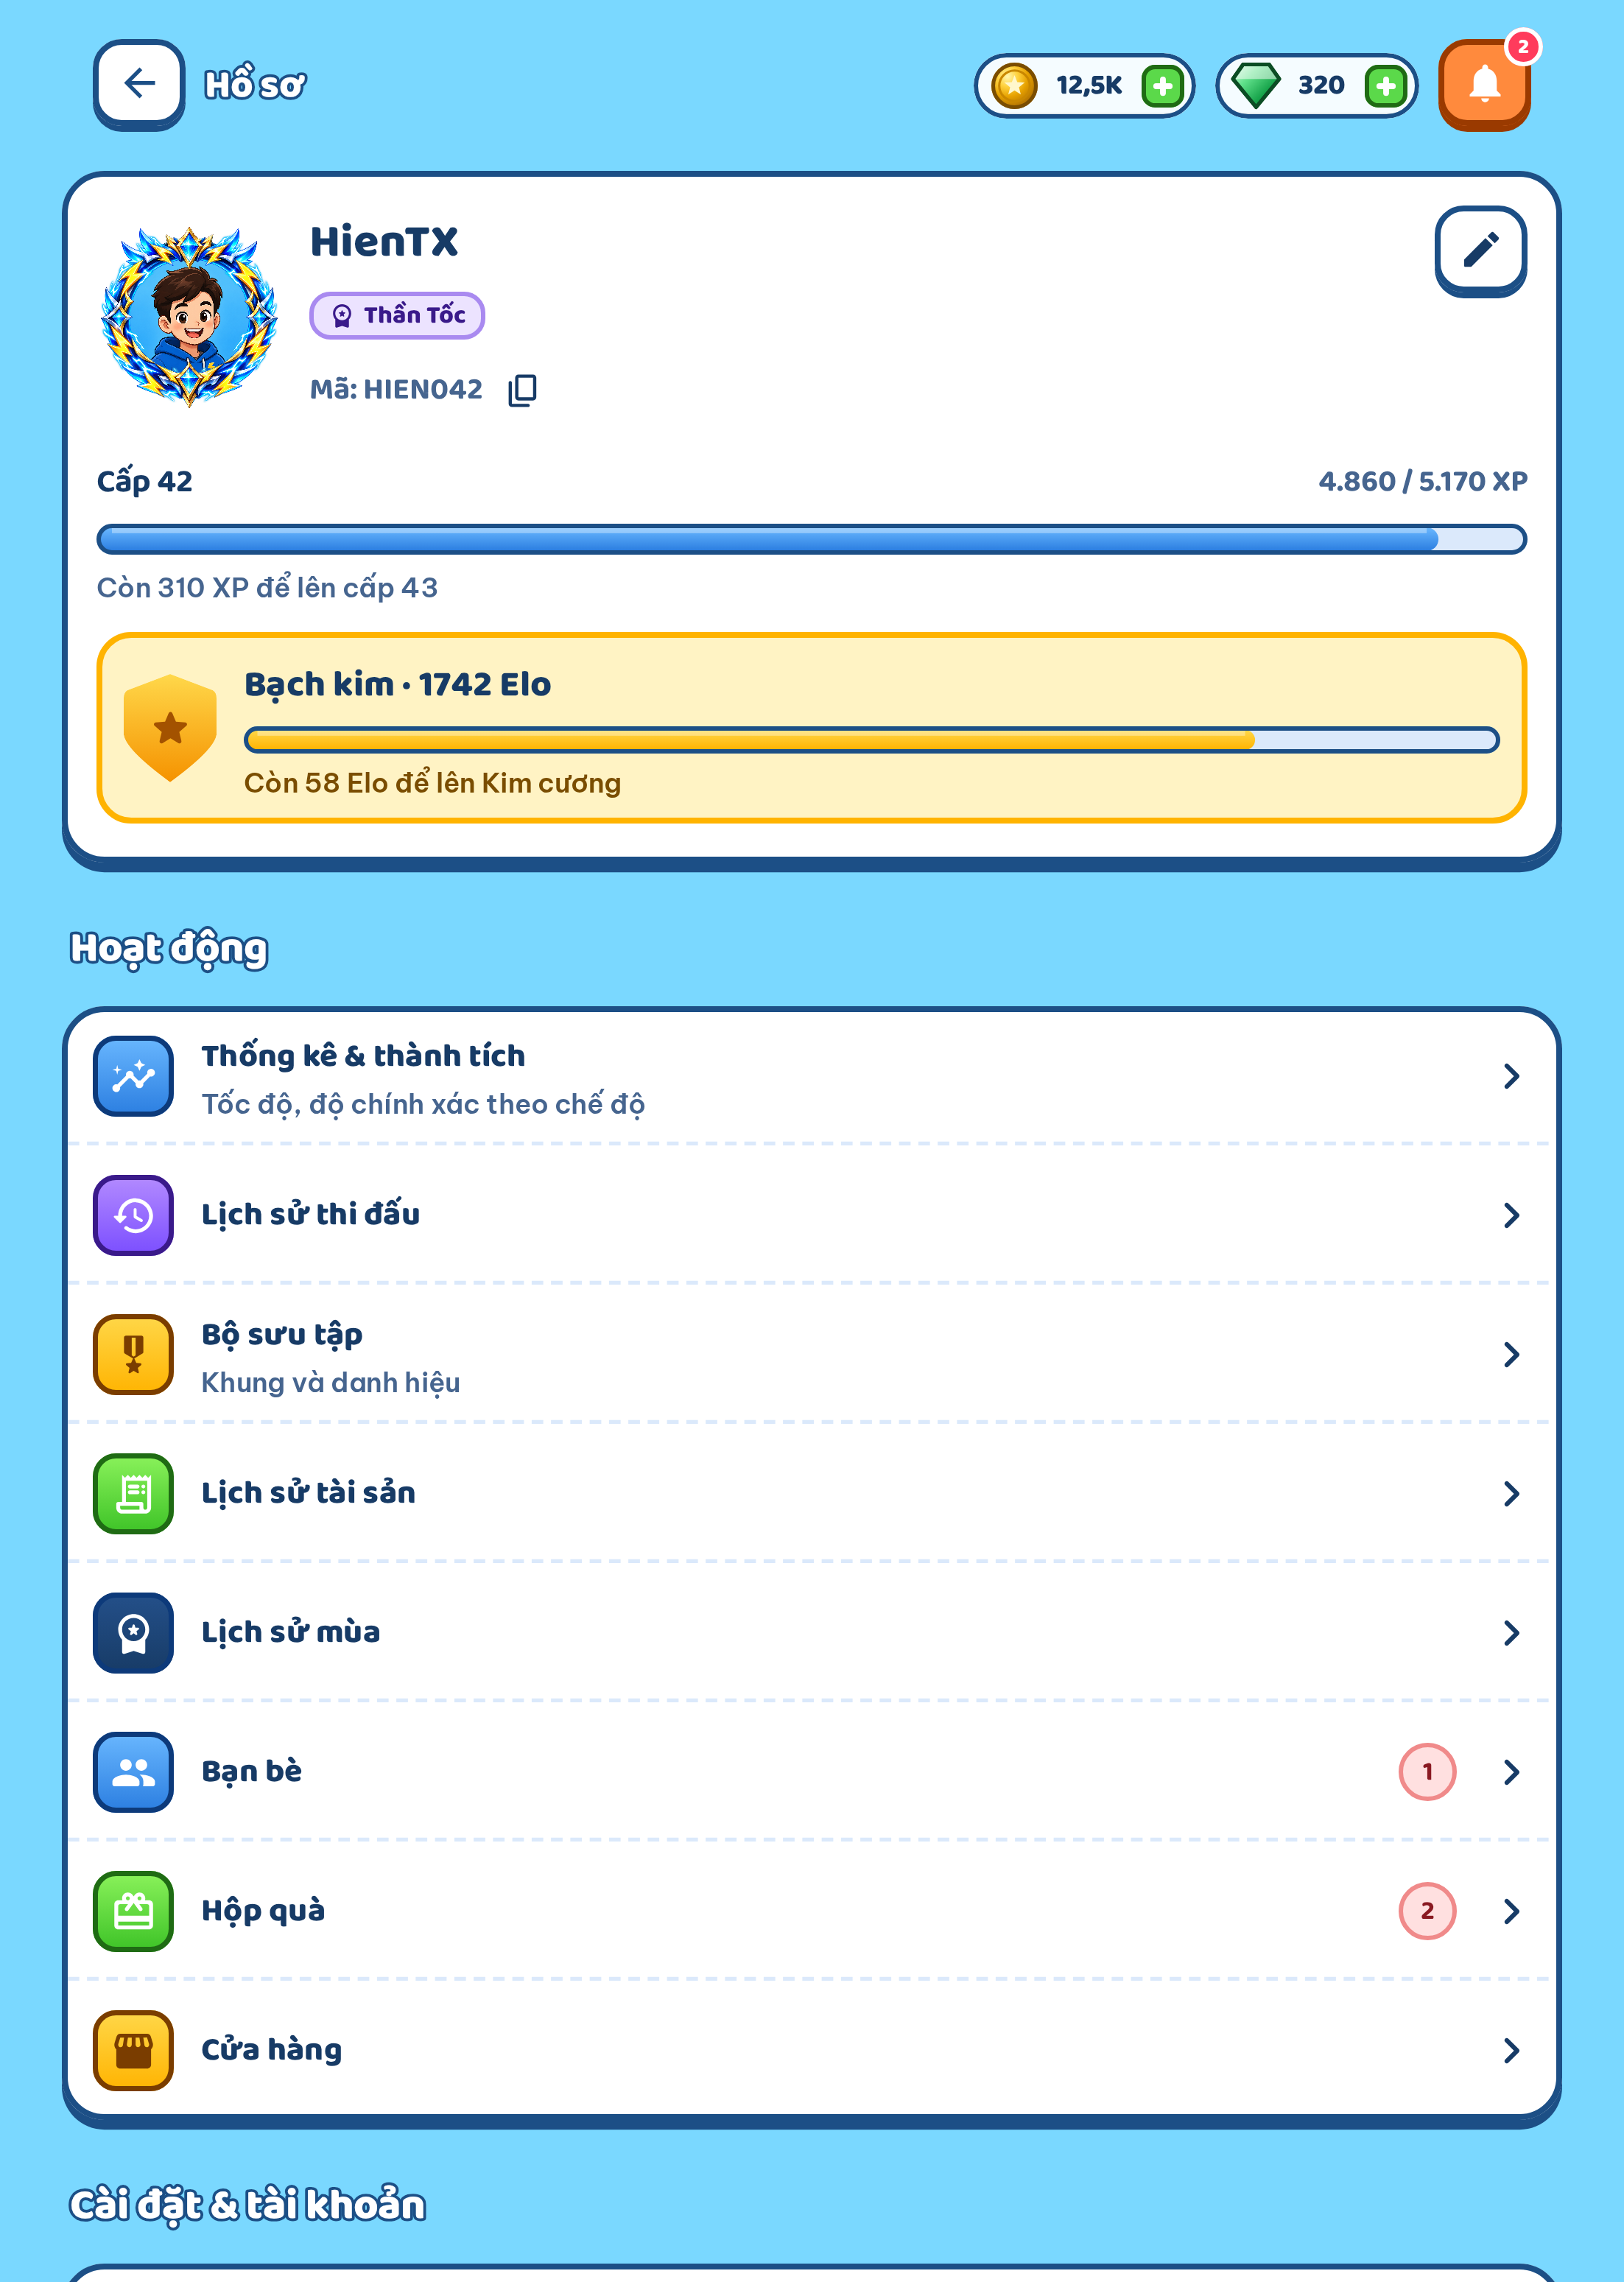 Hồ sơ
12,5K
320
2
HienTX
Thần Tốc
Mã: HIEN042
Cấp 42
4.860 / 5.170 XP
Còn 310 XP để lên cấp 43
Bạch kim · 1742 Elo
Còn 58 Elo để lên Kim cương
Hoạt động
Thống kê & thành tích
Tốc độ, độ chính xác theo chế độ
Lịch sử thi đấu
Bộ sưu tập
Khung và danh hiệu
Lịch sử tài sản
Lịch sử mùa
Bạn bè
1
Hộp quà
2
Cửa hàng
Cài đặt & tài khoản